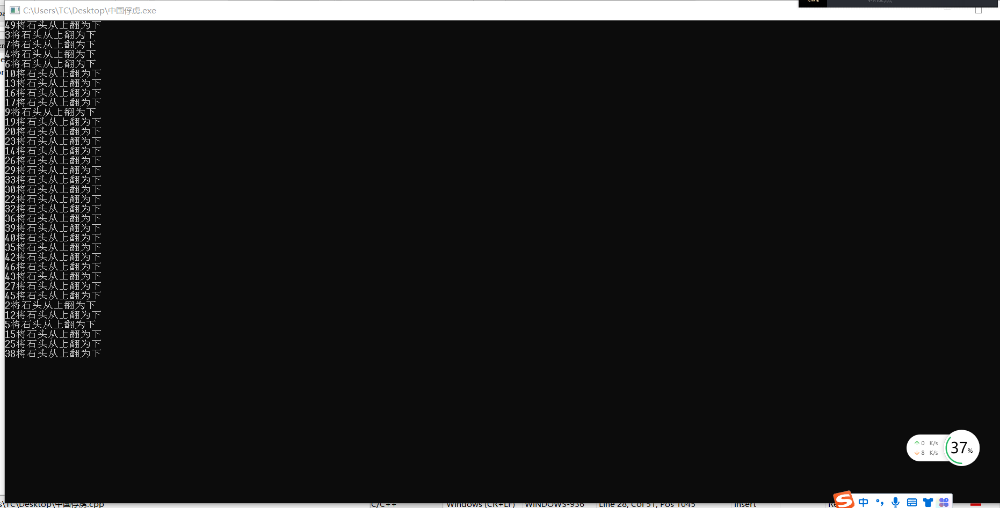 C:\Users\TC\Desktop\中国俘虏.exe
49将石头从上翻为下
3将石头从上翻为下
7将石头从上翻为下
4将石头从上翻为下
6将石头从上翻为下
10将石头从上翻为下
13将石头从上翻为下
16将石头从上翻为下
17将石头从上翻为下
9将石头从上翻为下
19将石头从上翻为下
20将石头从上翻为下
23将石头从上翻为下
14将石头从上翻为下
26将石头从上翻为下
29将石头从上翻为下
33将石头从上翻为下
30将石头从上翻为下
22将石头从上翻为下
32将石头从上翻为下
36将石头从上翻为下
39将石头从上翻为下
40将石头从上翻为下
35将石头从上翻为下
42将石头从上翻为下
46将石头从上翻为下
43将石头从上翻为下
27将石头从上翻为下
45将石头从上翻为下
2将石头从上翻为下
12将石头从上翻为下
5将石头从上翻为下
15将石头从上翻为下
25将石头从上翻为下
38将石头从上翻为下
↑ 0 K/s
↓ 8 K/s
37%
中
s\TC\Desktop\中国俘虏.cpp C/C++ Windows (CR+LF) WINDOWS-936 Line 28, Col 51, Pos 1045 Insert